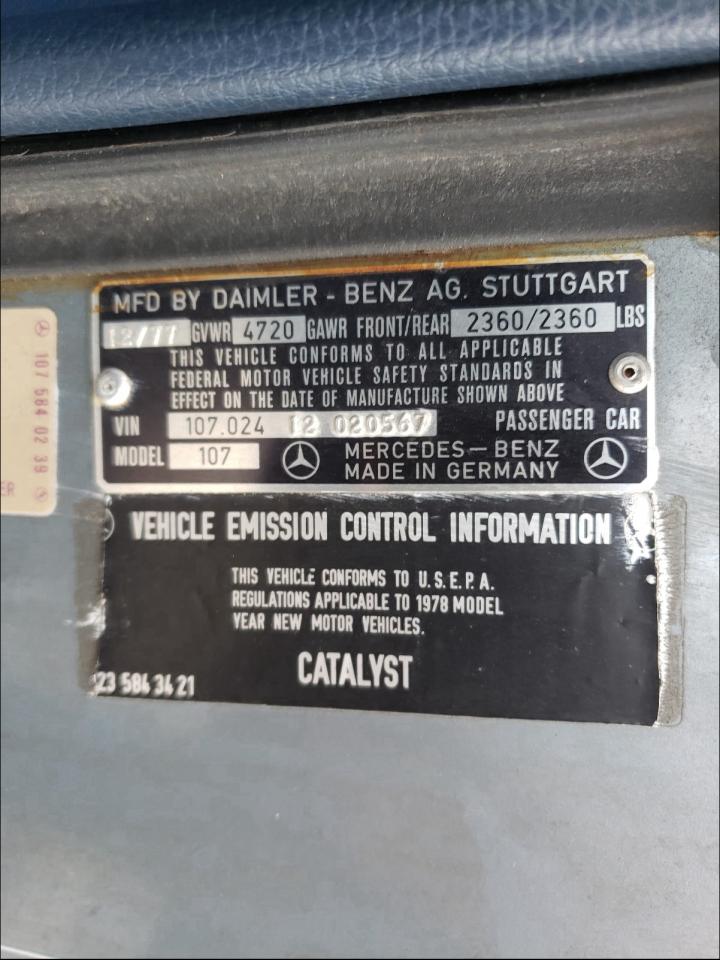 MFD BY DAIMLER - BENZ AG. STUTTGART
12/77 GVWR 4720 GAWR FRONT/REAR 2360/2360 LBS
THIS VEHICLE CONFORMS TO ALL APPLICABLE
FEDERAL MOTOR VEHICLE SAFETY STANDARDS IN
EFFECT ON THE DATE OF MANUFACTURE SHOWN ABOVE
VIN 107.024 12 020567 PASSENGER CAR
MODEL 107 MERCEDES-BENZ
MADE IN GERMANY
VEHICLE EMISSION CONTROL INFORMATION
THIS VEHICLE CONFORMS TO U.S.E.P.A.
REGULATIONS APPLICABLE TO 1978 MODEL
YEAR NEW MOTOR VEHICLES.
CATALYST
23 584 34 21
107 584 02 39